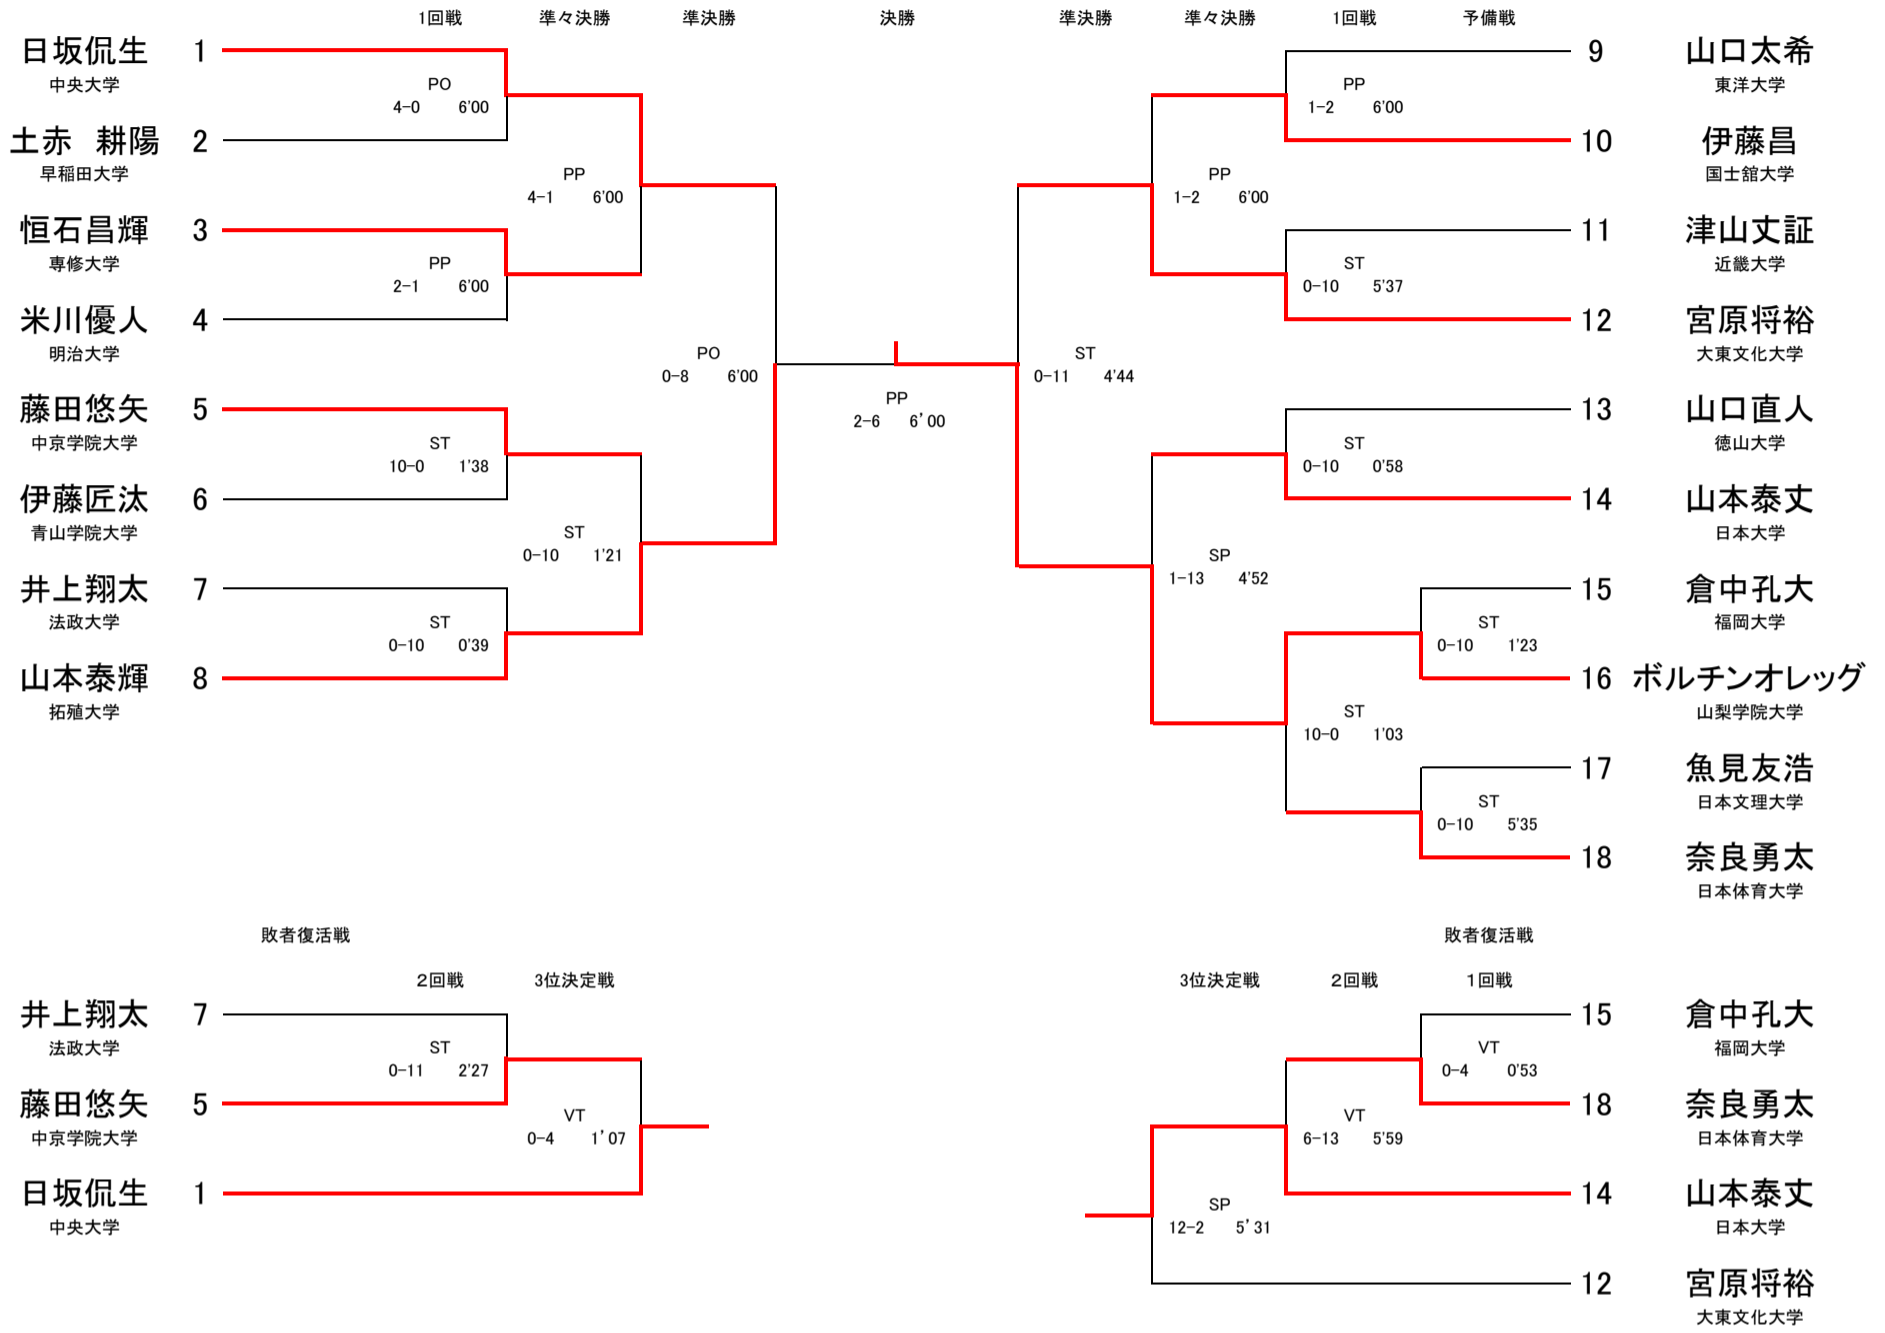 1回戦 準々決勝 準決勝 決勝 準決勝 準々決勝 1回戦 予備戦
日坂侃生 1
中央大学
PO
4-0 6'00
土赤　耕陽 2
早稲田大学
PP
4-1 6'00
恒石昌輝 3
専修大学
PP
2-1 6'00
米川優人 4
明治大学
PO
0-8 6'00
藤田悠矢 5
中京学院大学
ST
10-0 1'38
伊藤匠汰 6
青山学院大学
ST
0-10 1'21
井上翔太 7
法政大学
ST
0-10 0'39
山本泰輝 8
拓殖大学
PP
2-6 6’00
9 山口太希
東洋大学
PP
1-2 6'00
10 伊藤昌
国士舘大学
PP
1-2 6'00
11 津山丈証
近畿大学
ST
0-10 5'37
12 宮原将裕
大東文化大学
ST
0-11 4'44
13 山口直人
徳山大学
ST
0-10 0'58
14 山本泰丈
日本大学
SP
1-13 4'52
15 倉中孔大
福岡大学
ST
0-10 1'23
16 ボルチンオレッグ
山梨学院大学
ST
10-0 1'03
17 魚見友浩
日本文理大学
ST
0-10 5'35
18 奈良勇太
日本体育大学
敗者復活戦
２回戦 3位決定戦
井上翔太 7
法政大学
ST
0-11 2'27
藤田悠矢 5
中京学院大学
VT
0-4 1’07
日坂侃生 1
中央大学
敗者復活戦
3位決定戦 ２回戦 １回戦
15 倉中孔大
福岡大学
VT
0-4 0'53
18 奈良勇太
日本体育大学
VT
6-13 5'59
14 山本泰丈
日本大学
SP
12-2 5’31
12 宮原将裕
大東文化大学